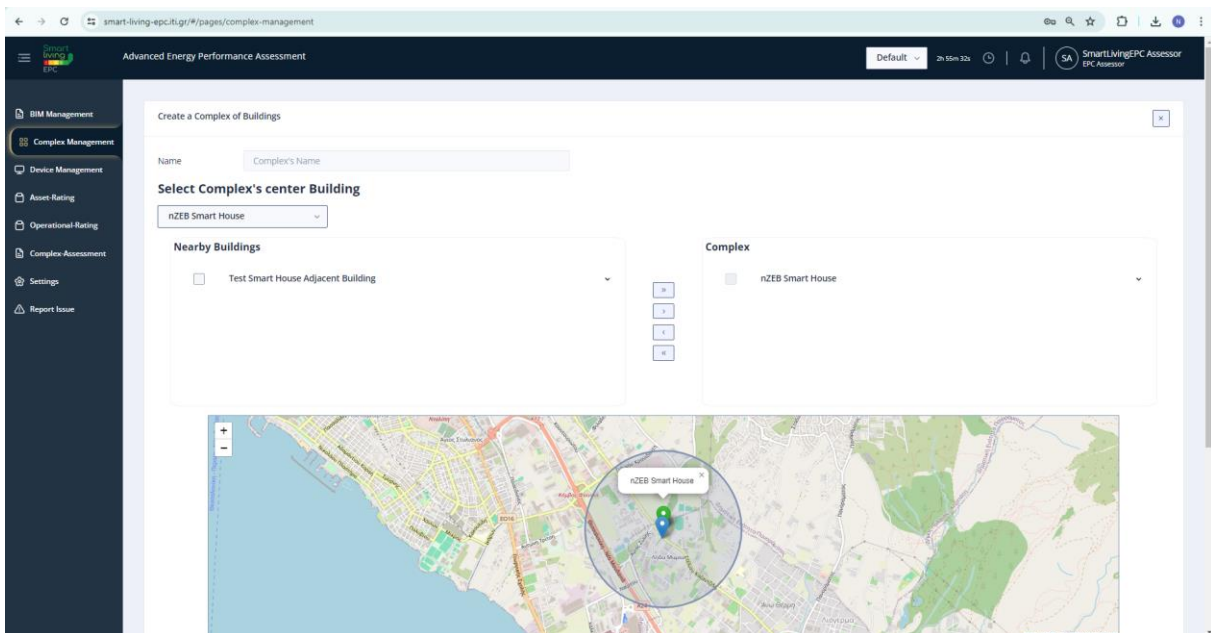 smart-living-epc.iti.gr/#/pages/complex-management
Smart
living
EPC
Advanced Energy Performance Assessment
Default
2h 55m 32s
SA
SmartLivingEPC Assessor
EPC Assessor
BIM Management
Complex Management
Device Management
Asset-Rating
Operational-Rating
Complex-Assessment
Settings
Report Issue
Create a Complex of Buildings
Name
Complex's Name
Select Complex's center Building
nZEB Smart House
Nearby Buildings
Test Smart House Adjacent Building
Complex
nZEB Smart House
»
›
‹
«
+
−
nZEB Smart House